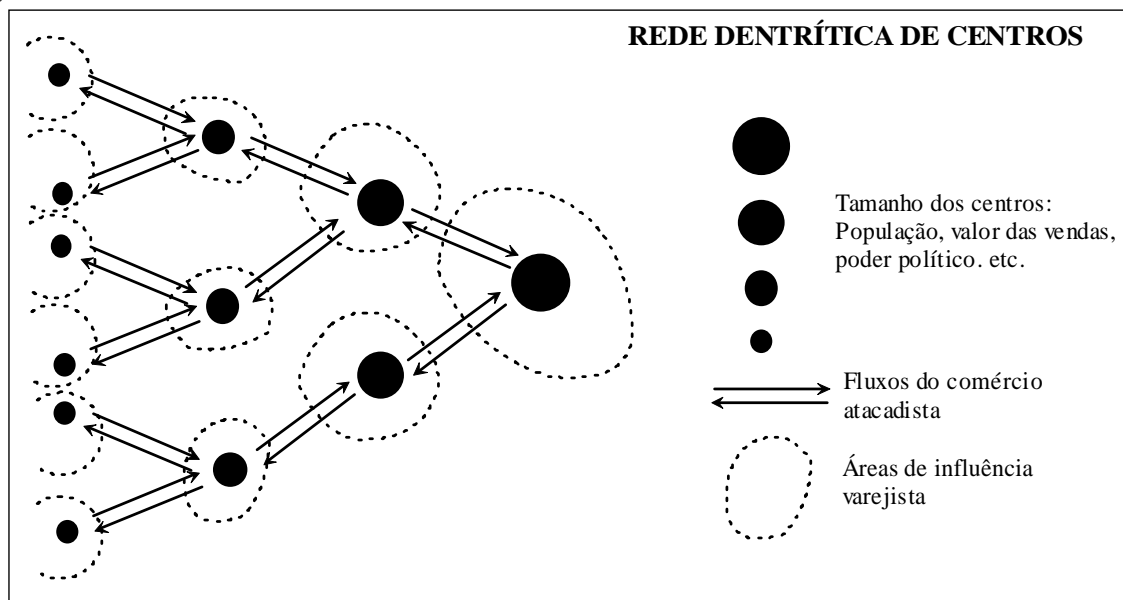 REDE DENTRÍTICA DE CENTROS
Tamanho dos centros:
População, valor das vendas,
poder político. etc.
Fluxos do comércio
atacadista
Áreas de influência
varejista